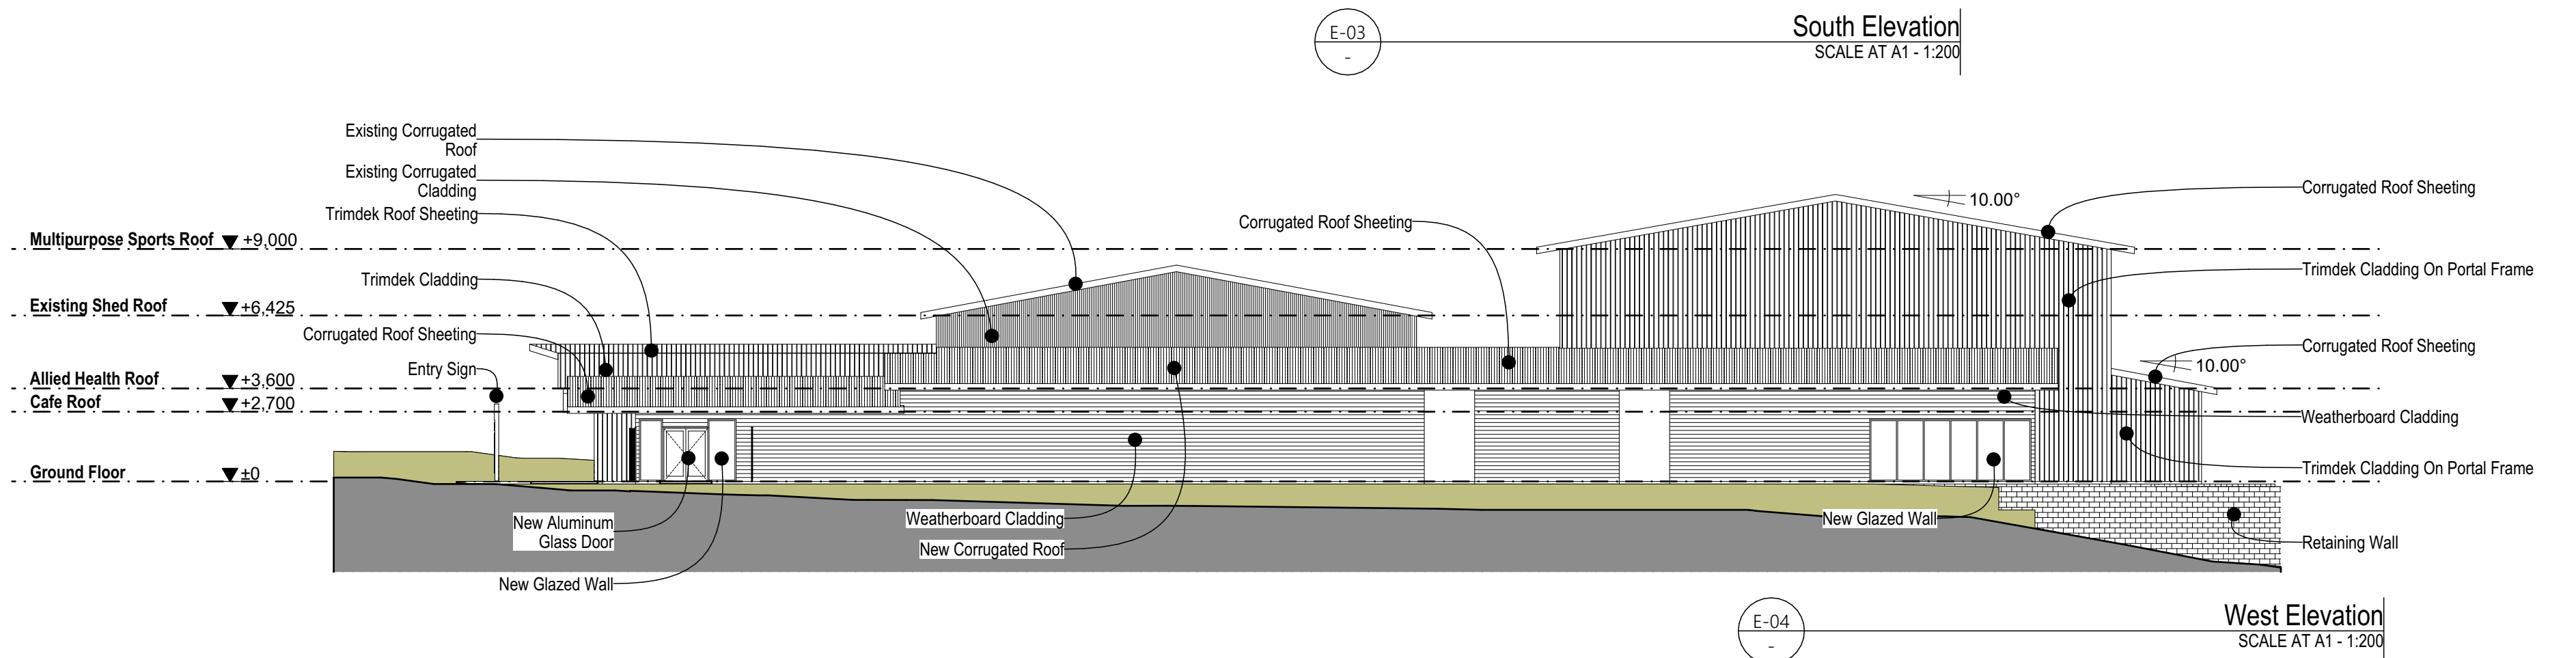 E-03
-
South Elevation
SCALE AT A1 - 1:200
Existing Corrugated
Roof
Existing Corrugated
Cladding
Trimdek Roof Sheeting
Trimdek Cladding
Corrugated Roof Sheeting
Entry Sign
Multipurpose Sports Roof +9,000
Existing Shed Roof +6,425
Allied Health Roof +3,600
Cafe Roof +2,700
Ground Floor ±0
Corrugated Roof Sheeting
10.00°
Corrugated Roof Sheeting
Trimdek Cladding On Portal Frame
Corrugated Roof Sheeting
10.00°
Weatherboard Cladding
Trimdek Cladding On Portal Frame
Retaining Wall
New Aluminum
Glass Door
New Glazed Wall
Weatherboard Cladding
New Corrugated Roof
New Glazed Wall
E-04
-
West Elevation
SCALE AT A1 - 1:200